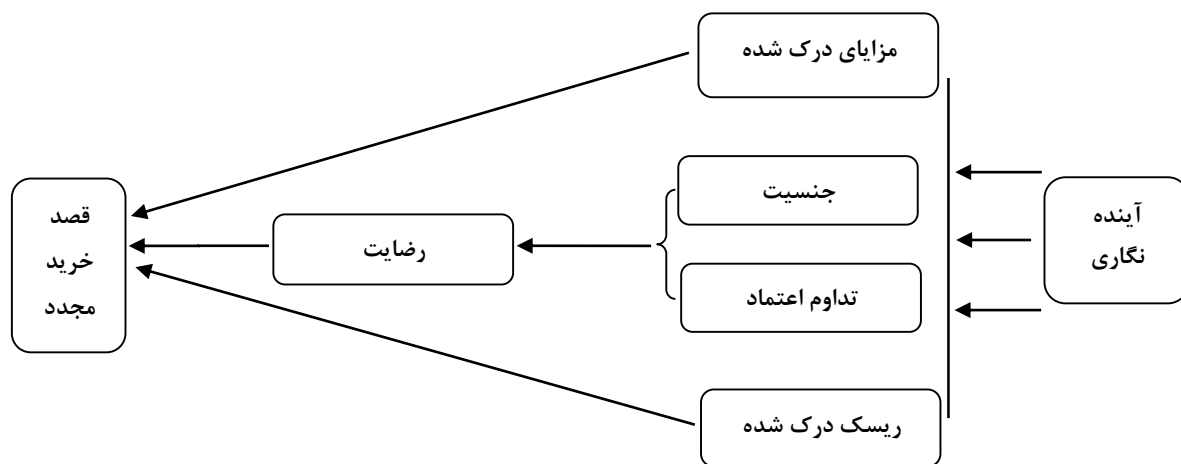 مزایای درک شده
جنسیت
آینده
نگاری
قصد
خرید
مجدد
رضایت
تداوم اعتماد
ریسک درک شده